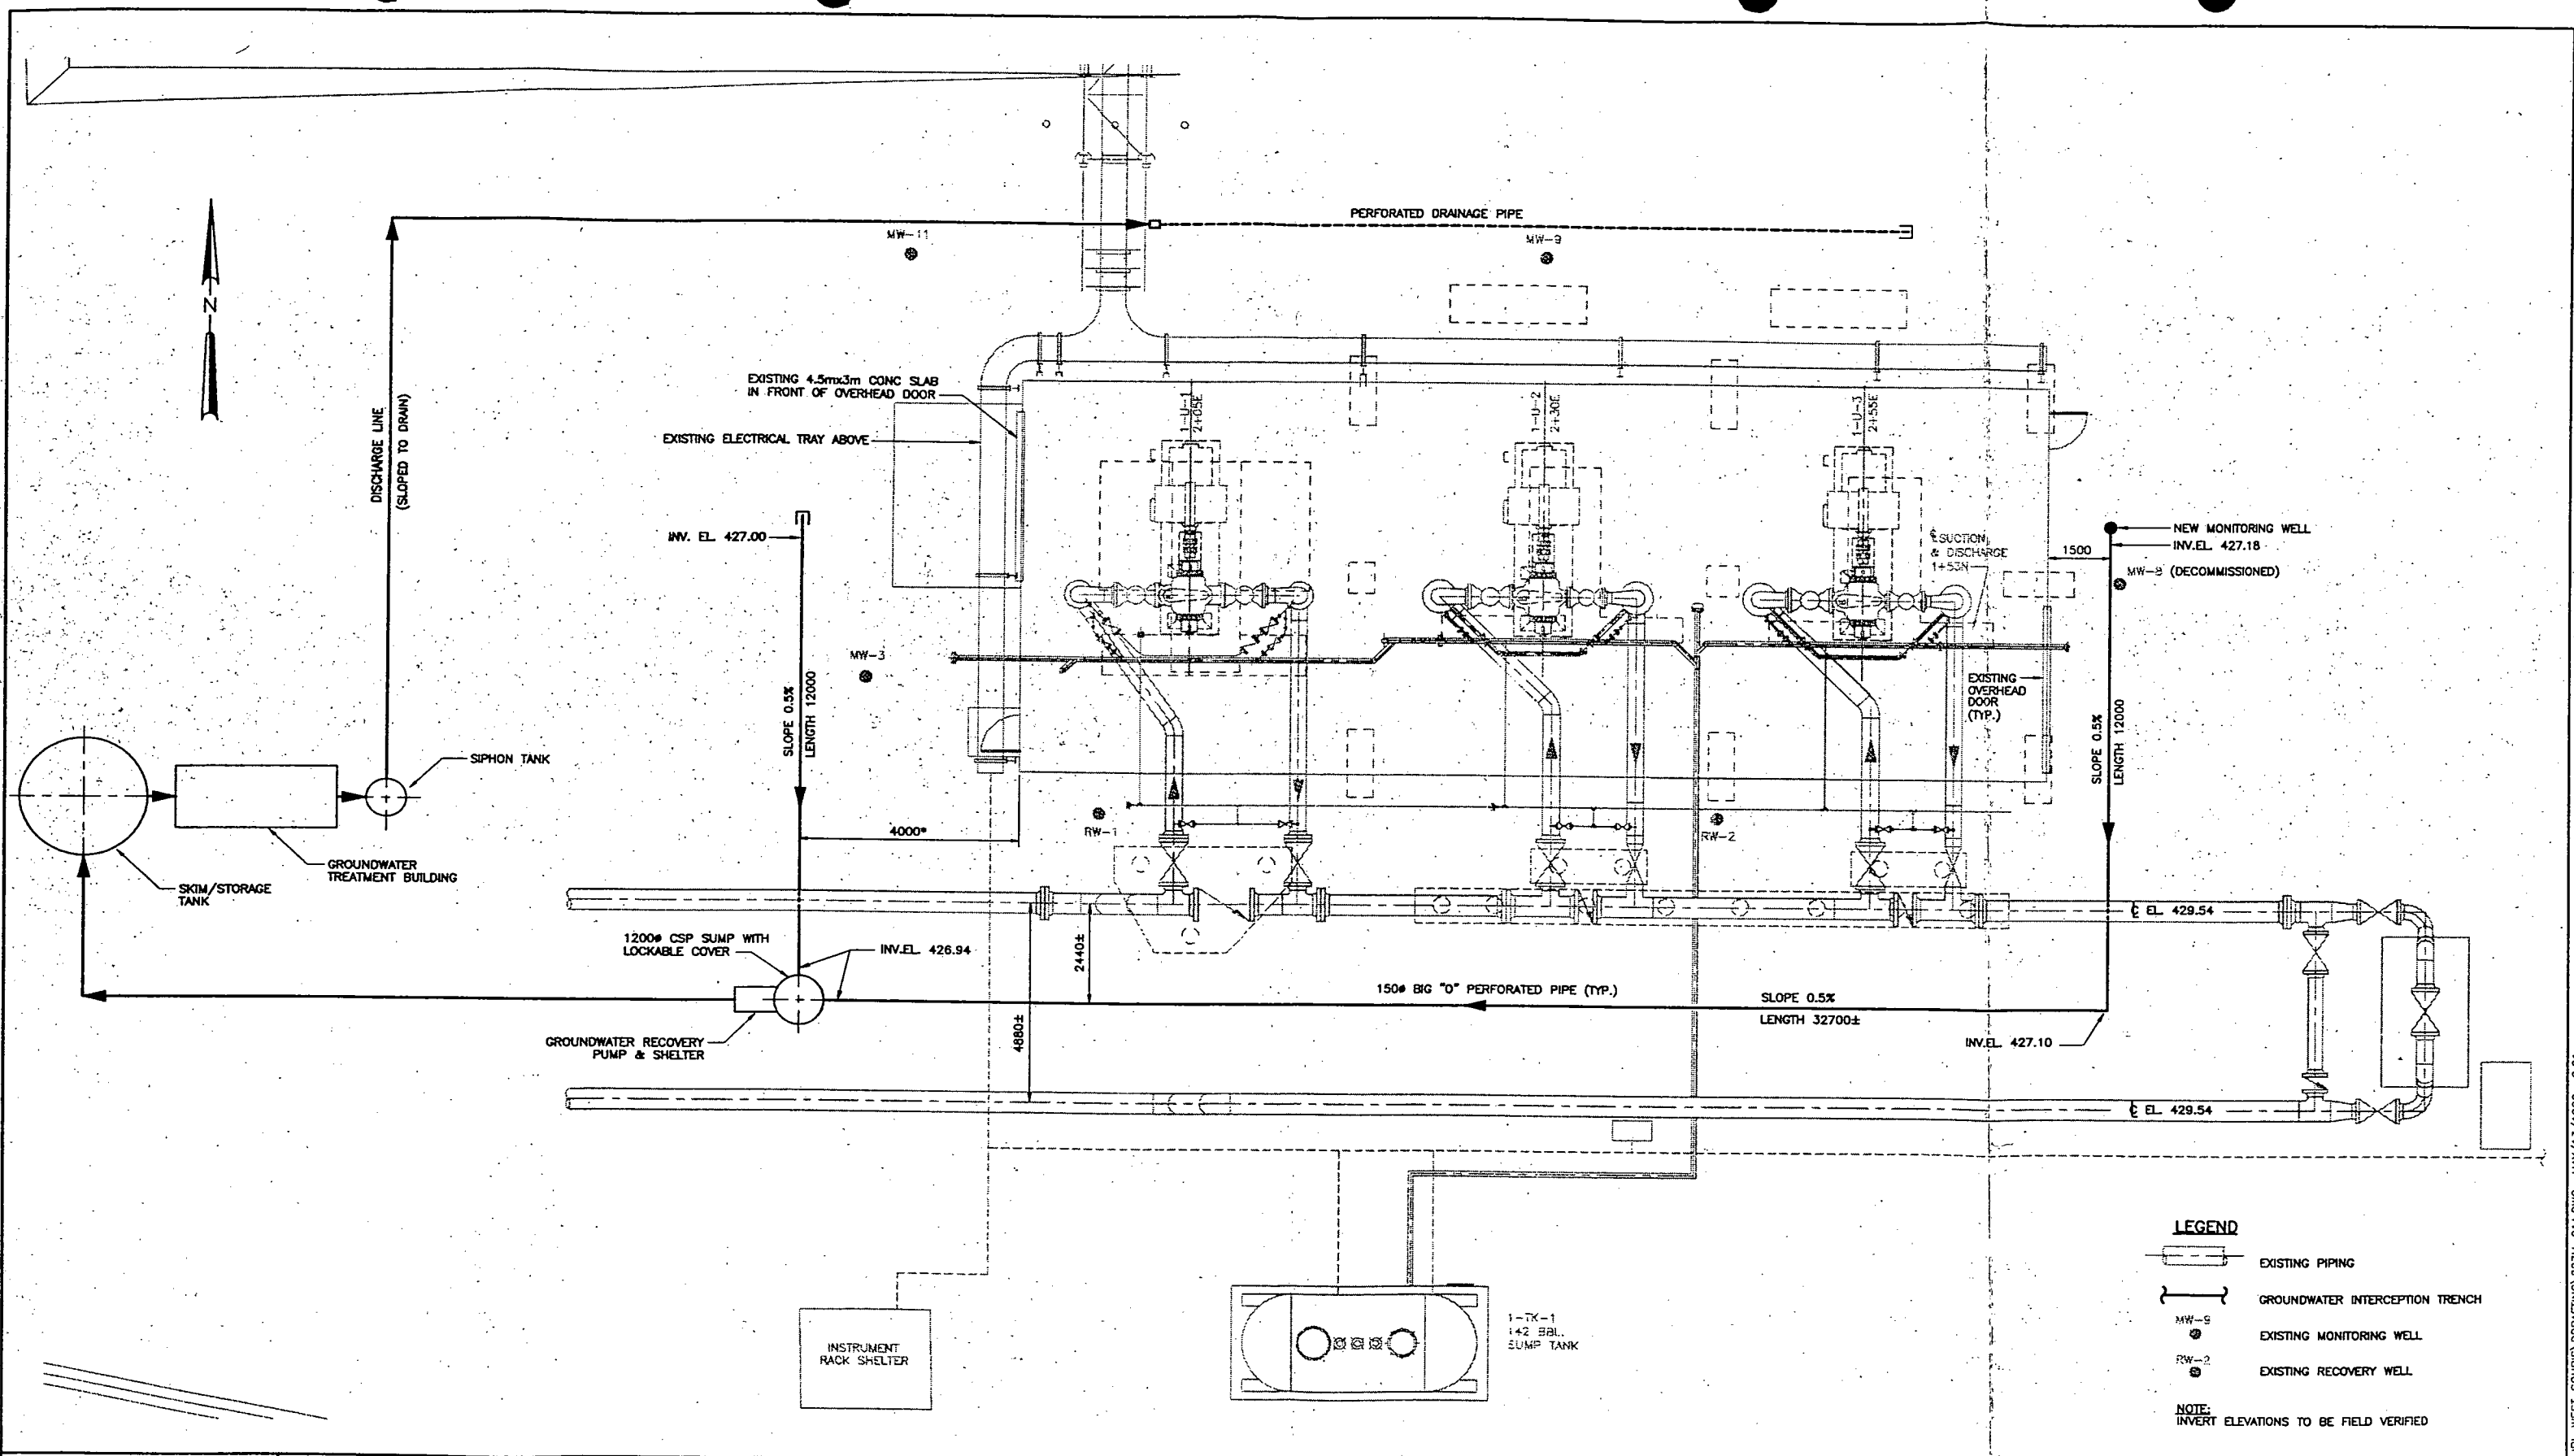 PERFORATED DRAINAGE PIPE
MW-11
MW-9
N
EXISTING 4.5mx3m CONC SLAB
IN FRONT OF OVERHEAD DOOR
EXISTING ELECTRICAL TRAY ABOVE
DISCHARGE LINE
(SLOPED TO DRAIN)
1-U-1
2+05E
1-U-2
2+30E
1-U-3
2+55E
INV. EL. 427.00
℄ SUCTION
& DISCHARGE
1+53N
1500
NEW MONITORING WELL
INV.EL. 427.18
MW-8 (DECOMMISSIONED)
MW-3
SLOPE 0.5%
LENGTH 12000
EXISTING
OVERHEAD
DOOR
(TYP.)
SLOPE 0.5%
LENGTH 12000
SIPHON TANK
GROUNDWATER
TREATMENT BUILDING
SKIM/STORAGE
TANK
4000*
RW-1
RW-2
1200ø CSP SUMP WITH
LOCKABLE COVER
INV.EL. 426.94
2440±
℄ EL. 429.54
150ø BIG "O" PERFORATED PIPE (TYP.)
SLOPE 0.5%
LENGTH 32700±
GROUNDWATER RECOVERY
PUMP & SHELTER
4880±
INV.EL. 427.10
℄ EL. 429.54
INSTRUMENT
RACK SHELTER
1-TK-1
142 BBL.
SUMP TANK
LEGEND
EXISTING PIPING
GROUNDWATER INTERCEPTION TRENCH
MW-9
EXISTING MONITORING WELL
RW-2
EXISTING RECOVERY WELL
NOTE:
INVERT ELEVATIONS TO BE FIELD VERIFIED